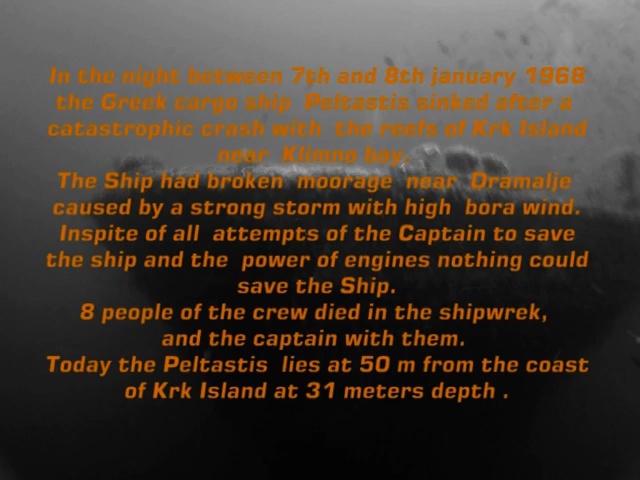 In the night between 7th and 8th january 1968
the Greek cargo ship Peltastis sinked after a
catastrophic crash with the reefs of Krk Island
near Klimno bay.
The Ship had broken moorage near Dramalje
caused by a strong storm with high bora wind.
Inspite of all attempts of the Captain to save
the ship and the power of engines nothing could
save the Ship.
8 people of the crew died in the shipwrek,
and the captain with them.
Today the Peltastis lies at 50 m from the coast
of Krk Island at 31 meters depth .